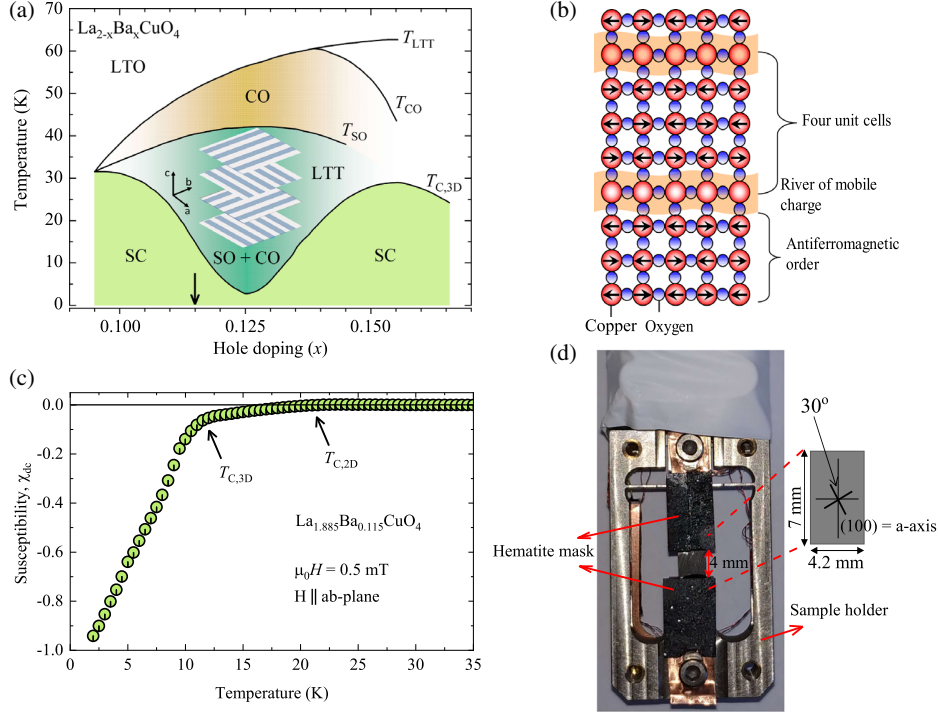 (a)
La2-xBaxCuO4
LTO
CO
TLTT
TCO
TSO
LTT
TC,3D
c
b
a
SC
SO + CO
SC
Temperature (K)
70
60
50
40
30
20
10
0
0.100
0.125
0.150
Hole doping (x)
(b)
Four unit cells
River of mobile
charge
Antiferromagnetic
order
Copper
Oxygen
(c)
Susceptibility, χdc
0.0
-0.2
-0.4
-0.6
-0.8
-1.0
TC,3D
TC,2D
La1.885Ba0.115CuO4
μ0H = 0.5 mT
H || ab-plane
0
5
10
15
20
25
30
35
Temperature (K)
(d)
30o
7 mm
(100) = a-axis
4.2 mm
Hematite mask
4 mm
Sample holder